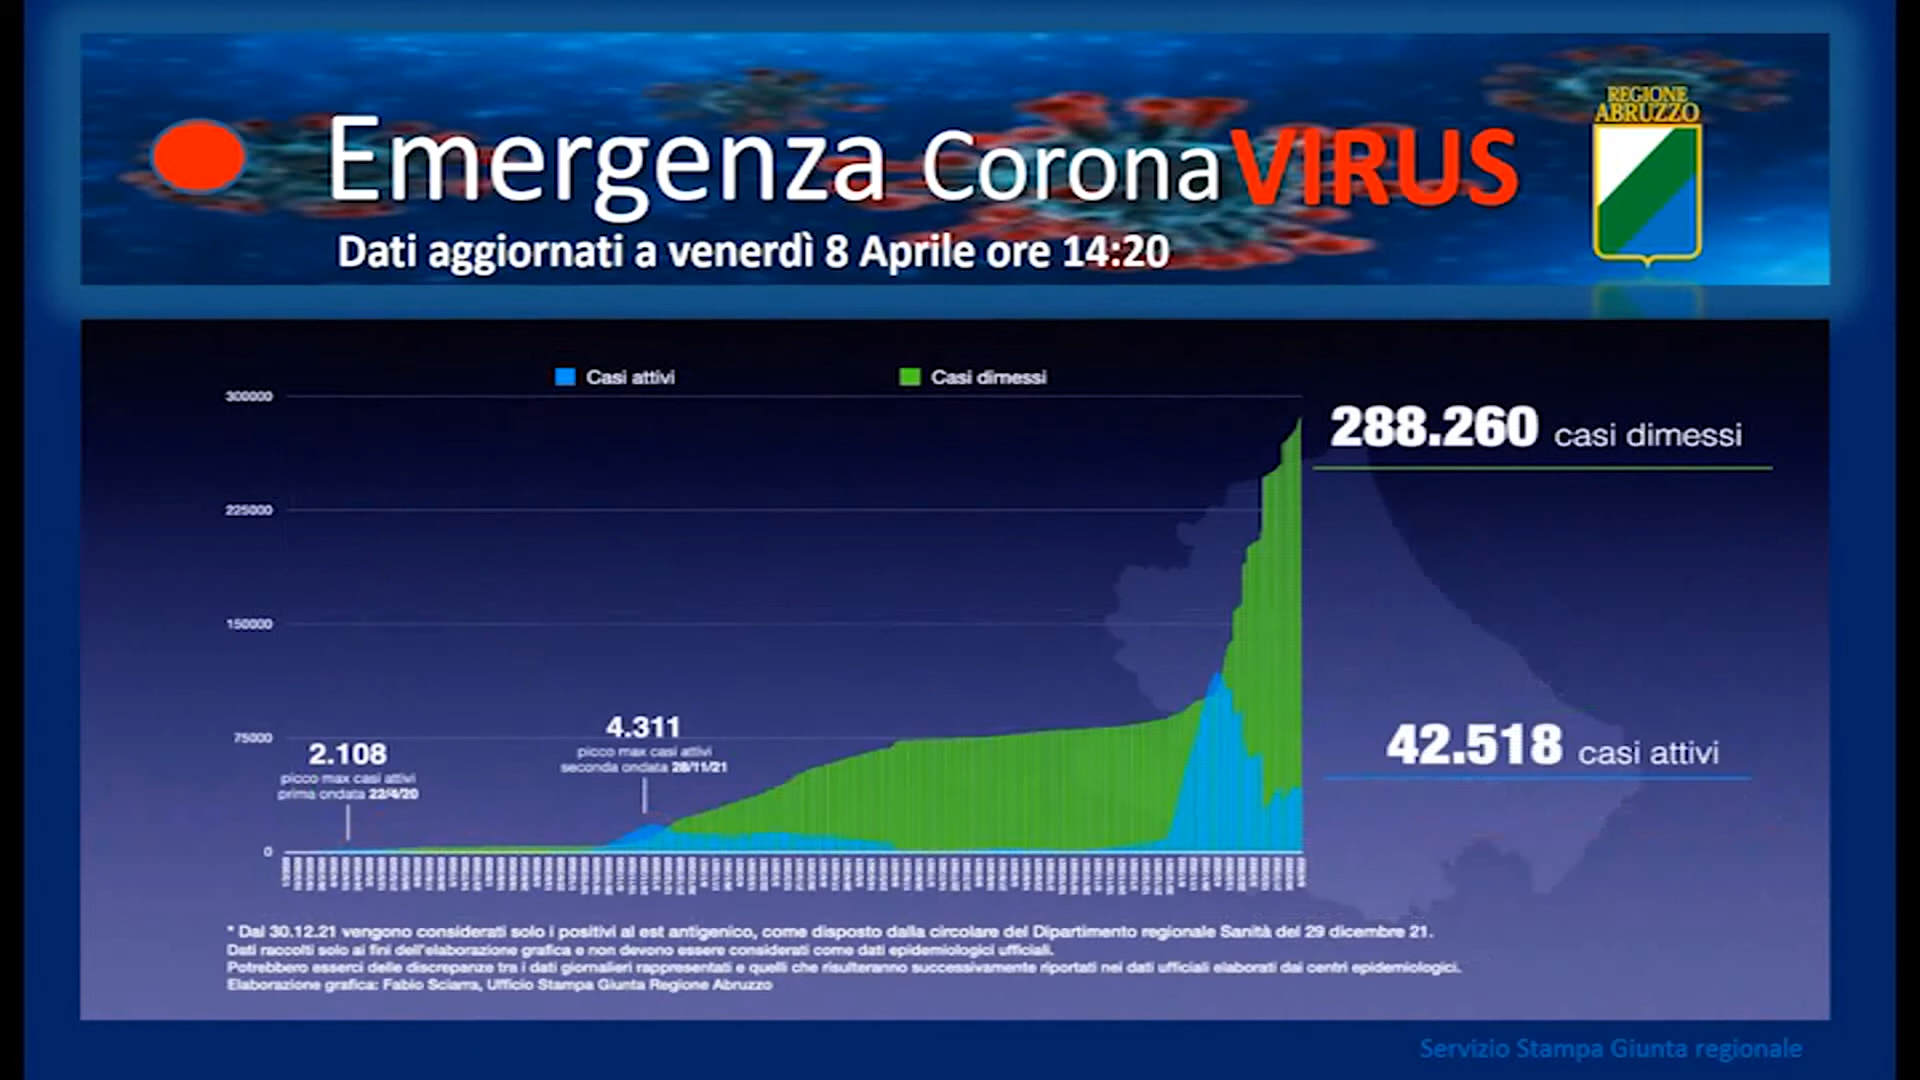 REGIONE
ABRUZZO
Emergenza CoronaVIRUS
Dati aggiornati a venerdì 8 Aprile ore 14:20
Casi attivi
Casi dimessi
300000
225000
150000
75000
0
288.260 casi dimessi
42.518 casi attivi
2.108
picco max casi attivi
prima ondata 22/4/20
4.311
picco max casi attivi
seconda ondata 28/11/21
* Dal 30.12.21 vengono considerati solo i positivi al est antigenico, come disposto dalla circolare del Dipartimento regionale Sanità del 29 dicembre 21.
Dati raccolti solo ai fini dell'elaborazione grafica e non devono essere considerati come dati epidemiologici ufficiali.
Potrebbero esserci delle discrepanze tra i dati giornalieri rappresentati e quelli che risulteranno successivamente riportati nei dati ufficiali elaborati dai centri epidemiologici.
Elaborazione grafica: Fabio Sciarra, Ufficio Stampa Giunta Regione Abruzzo
Servizio Stampa Giunta regionale